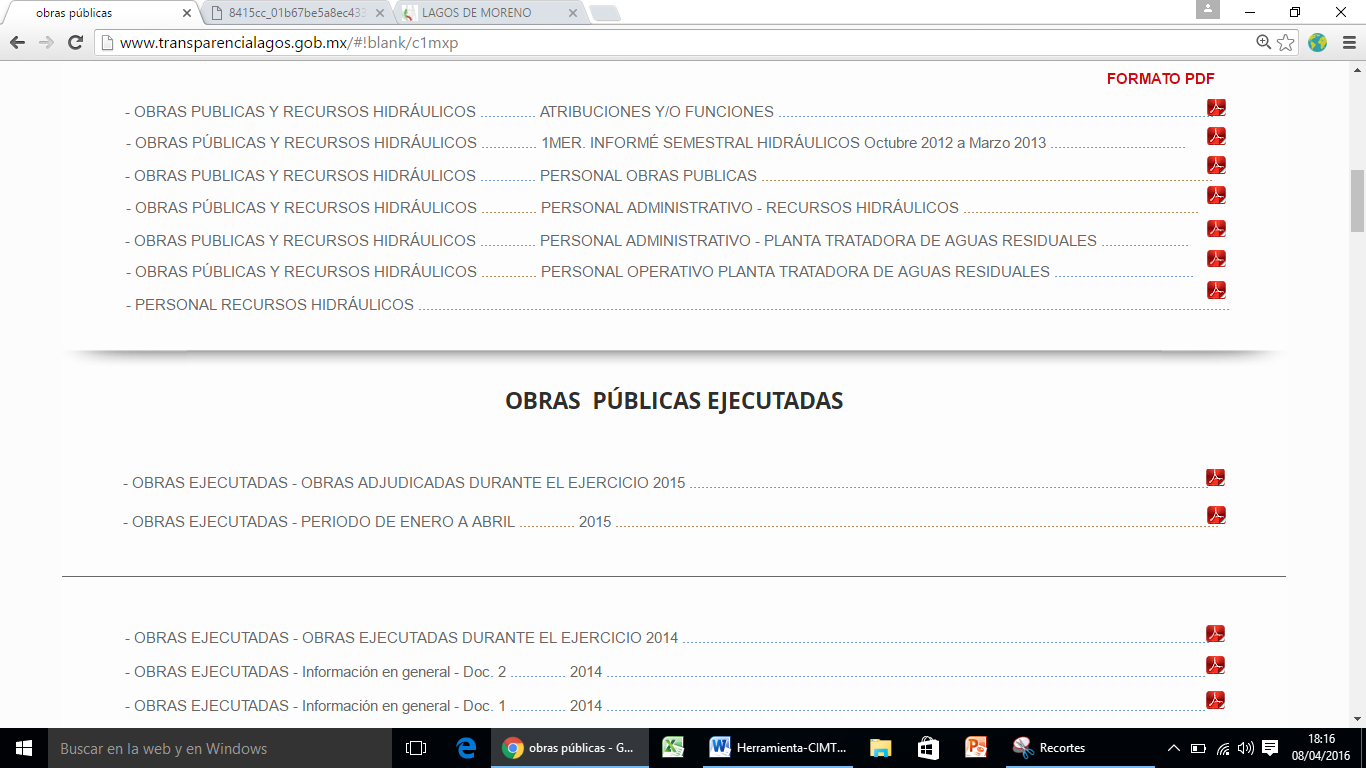 obras públicas
8415cc_01b67be5a8ec433
LAGOS DE MORENO
www.transparencialagos.gob.mx/#!blank/c1mxp
FORMATO PDF
- OBRAS PUBLICAS Y RECURSOS HIDRÁULICOS .............. ATRIBUCIONES Y/O FUNCIONES ..............
- OBRAS PÚBLICAS Y RECURSOS HIDRÁULICOS .............. 1MER. INFORMÉ SEMESTRAL HIDRÁULICOS Octubre 2012 a Marzo 2013 ..............
- OBRAS PUBLICAS Y RECURSOS HIDRÁULICOS .............. PERSONAL OBRAS PUBLICAS ..............
- OBRAS PÚBLICAS Y RECURSOS HIDRÁULICOS .............. PERSONAL ADMINISTRATIVO - RECURSOS HIDRÁULICOS ..............
- OBRAS PUBLICAS Y RECURSOS HIDRÁULICOS .............. PERSONAL ADMINISTRATIVO - PLANTA TRATADORA DE AGUAS RESIDUALES ..............
- OBRAS PÚBLICAS Y RECURSOS HIDRÁULICOS .............. PERSONAL OPERATIVO PLANTA TRATADORA DE AGUAS RESIDUALES ..............
- PERSONAL RECURSOS HIDRÁULICOS ..............
OBRAS PÚBLICAS EJECUTADAS
- OBRAS EJECUTADAS - OBRAS ADJUDICADAS DURANTE EL EJERCICIO 2015 ..............
- OBRAS EJECUTADAS - PERIODO DE ENERO A ABRIL .............. 2015 ..............
- OBRAS EJECUTADAS - OBRAS EJECUTADAS DURANTE EL EJERCICIO 2014 ..............
- OBRAS EJECUTADAS - Información en general - Doc. 2 .............. 2014 ..............
- OBRAS EJECUTADAS - Información en general - Doc. 1 .............. 2014 ..............
Buscar en la web y en Windows
obras públicas - G...
Herramienta-CIMT...
Recortes
18:16
08/04/2016